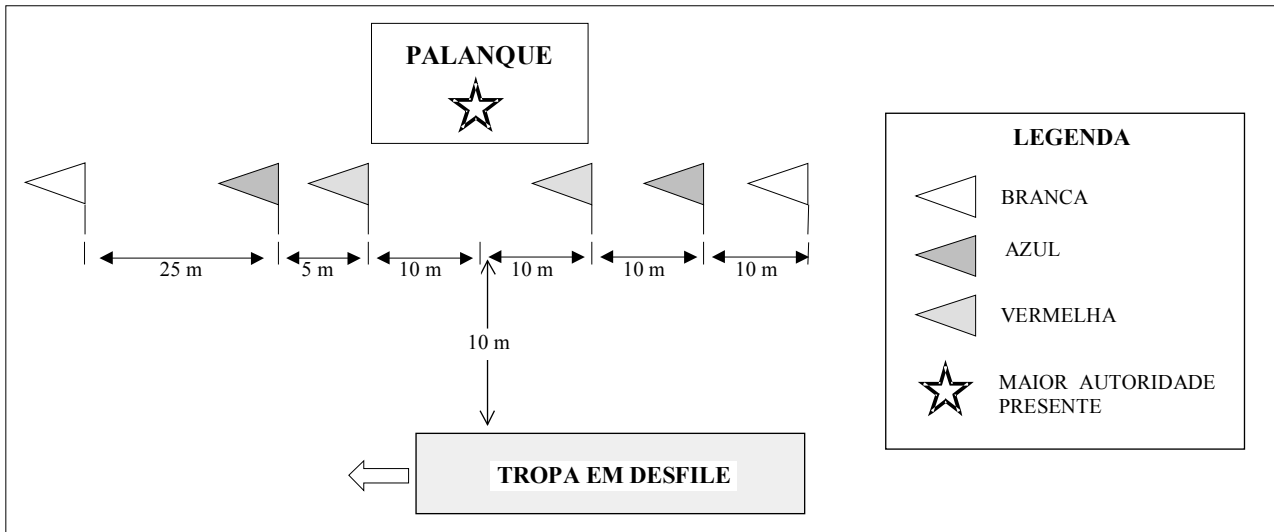 PALANQUE
25 m
5 m
10 m
10 m
10 m
10 m
10 m
TROPA EM DESFILE
LEGENDA
BRANCA
AZUL
VERMELHA
MAIOR AUTORIDADE
PRESENTE